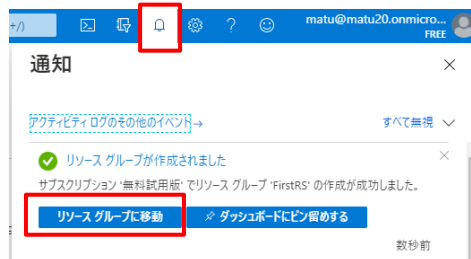 +/)
matu@matu20.onmicro...
FREE
通知
アクティビティ ログのその他のイベント→
すべて無視
リソース グループが作成されました
サブスクリプション '無料試用版' でリソース グループ 'FirstRS' の作成が成功しました。
リソース グループに移動
ダッシュボードにピン留めする
数秒前